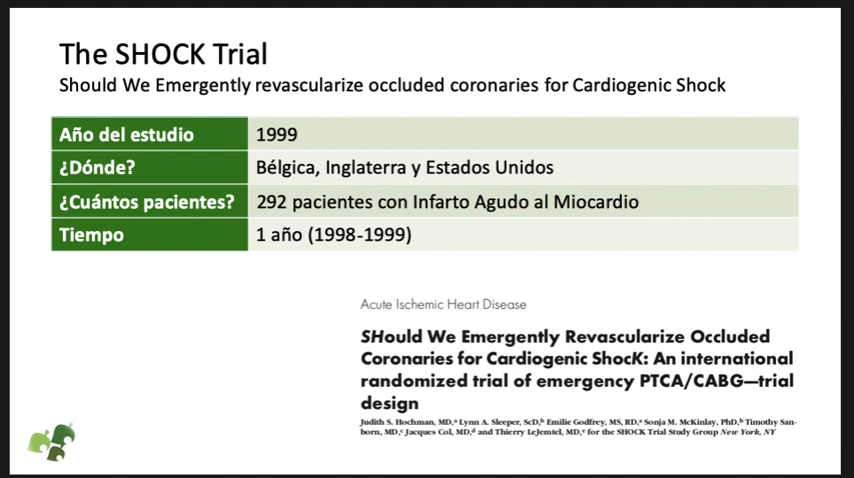 The SHOCK Trial
Should We Emergently revascularize occluded coronaries for Cardiogenic Shock
Año del estudio 1999
¿Dónde? Bélgica, Inglaterra y Estados Unidos
¿Cuántos pacientes? 292 pacientes con Infarto Agudo al Miocardio
Tiempo 1 año (1998-1999)
Acute Ischemic Heart Disease
SHould We Emergently Revascularize Occluded
Coronaries for Cardiogenic ShocK: An international
randomized trial of emergency PTCA/CABG—trial
design
Judith S. Hochman, MD,ᵃ Lynn A. Sleeper, ScD,ᵇ Emilie Godfrey, MS, RD,ᵃ Sonja M. McKinlay, PhD,ᵇ Timothy San-
born, MD,ᶜ Jacques Col, MD,ᵈ and Thierry LeJemtel, MD,ᵉ for the SHOCK Trial Study Group New York, NY